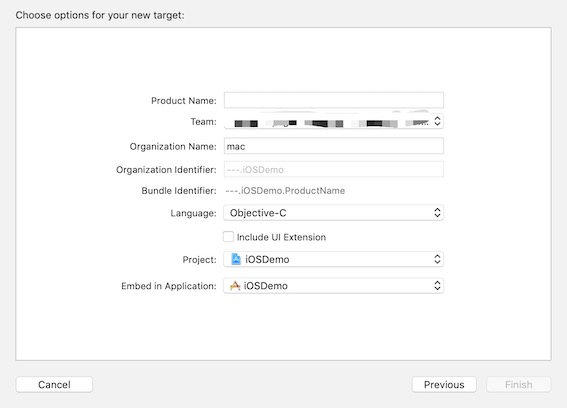 Choose options for your new target:
Product Name:
Team:
Organization Name: mac
Organization Identifier: ---.iOSDemo
Bundle Identifier: ---.iOSDemo.ProductName
Language: Objective-C
Include UI Extension
Project: iOSDemo
Embed in Application: iOSDemo
Cancel Previous Finish